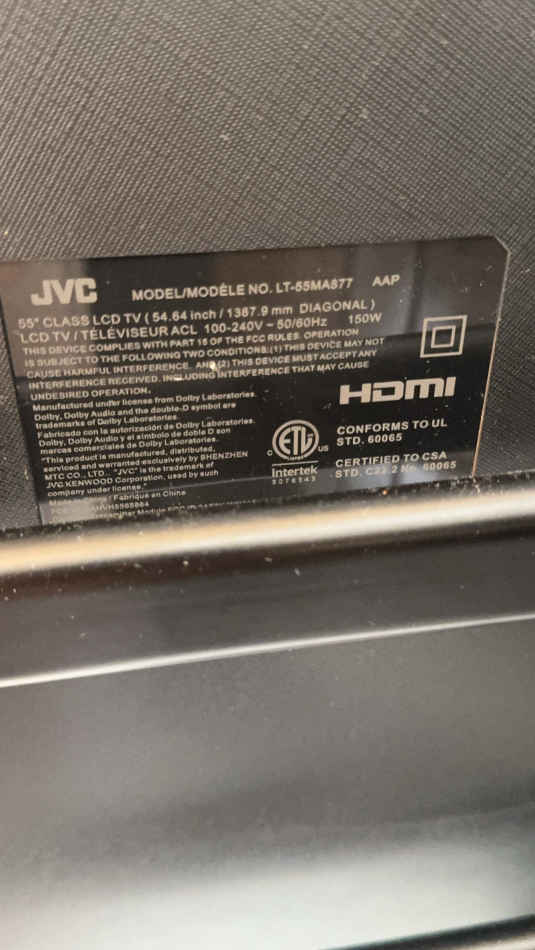 JVC
MODEL/MODÈLE NO. LT-55MA877 AAP
55" CLASS LCD TV ( 54.64 inch / 1387.9 mm DIAGONAL )
LCD TV / TÉLÉVISEUR ACL 100-240V ~ 50/60Hz 150W
THIS DEVICE COMPLIES WITH PART 15 OF THE FCC RULES. OPERATION
IS SUBJECT TO THE FOLLOWING TWO CONDITIONS:(1) THIS DEVICE MAY NOT
CAUSE HARMFUL INTERFERENCE. AND (2) THIS DEVICE MUST ACCEPT ANY
INTERFERENCE RECEIVED, INCLUDING INTERFERENCE THAT MAY CAUSE
UNDESIRED OPERATION.
Manufactured under license from Dolby Laboratories.
Dolby, Dolby Audio and the double-D symbol are
trademarks of Dolby Laboratories.
Fabricado con la autorización de Dolby Laboratories.
Dolby, Dolby Audio y el símbolo de doble D son
marcas comerciales de Dolby Laboratories.
"This product is manufactured, distributed,
serviced and warranted exclusively by SHENZHEN
MTC CO., LTD.. "JVC" is the trademark of
JVC KENWOOD Corporation, used by such
company under license."
Made in China / Fabriqué en China
HDMI
C ETL US
Intertek
5076543
CONFORMS TO UL
STD. 60065
CERTIFIED TO CSA
STD. C22.2 No. 60065